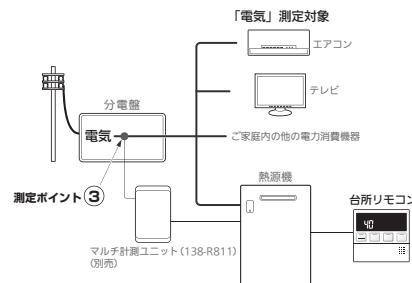 「電気」測定対象
エアコン
テレビ
分電盤
電気
ご家庭内の他の電力消費機器
測定ポイント③
熱源機
台所リモコン
40
マルチ計測ユニット(138-R811)
(別売)